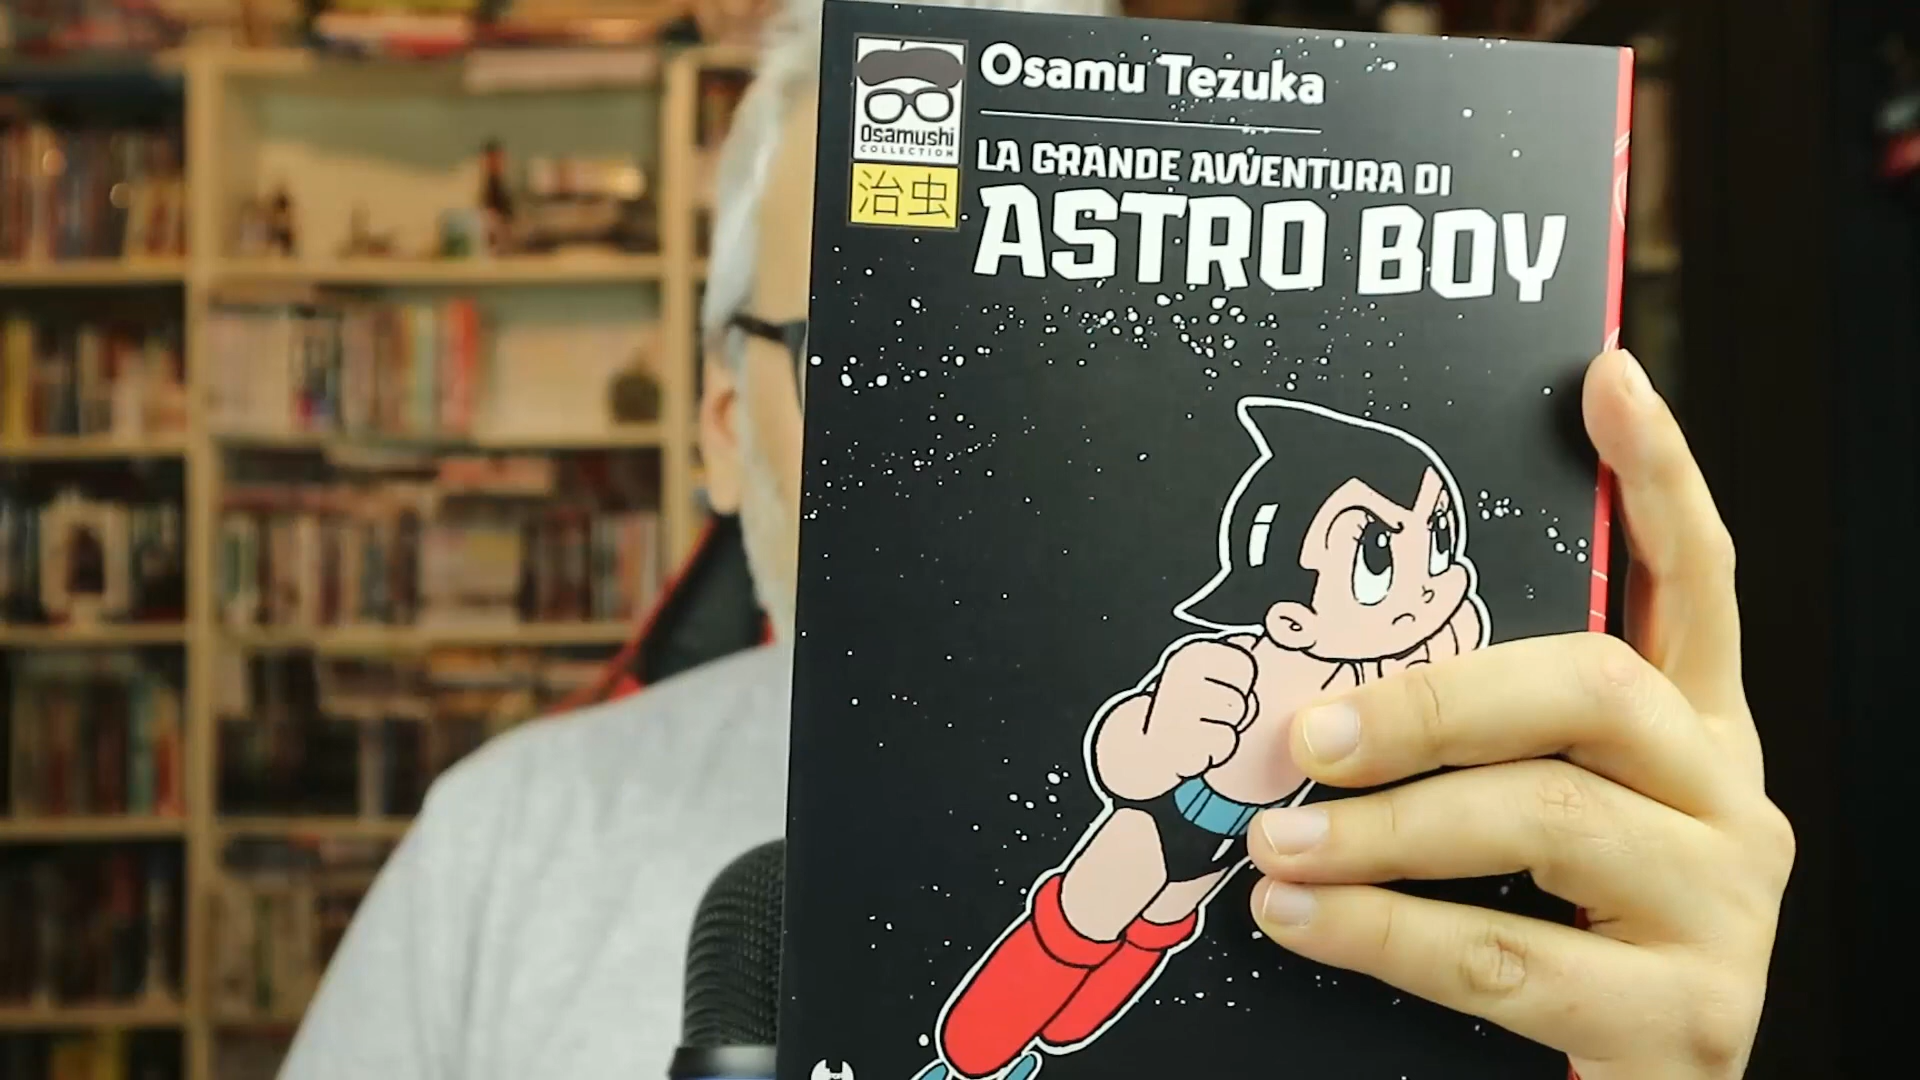 Osamu Tezuka
Osamushi
COLLECTION
治虫
LA GRANDE AVVENTURA DI
ASTRO BOY